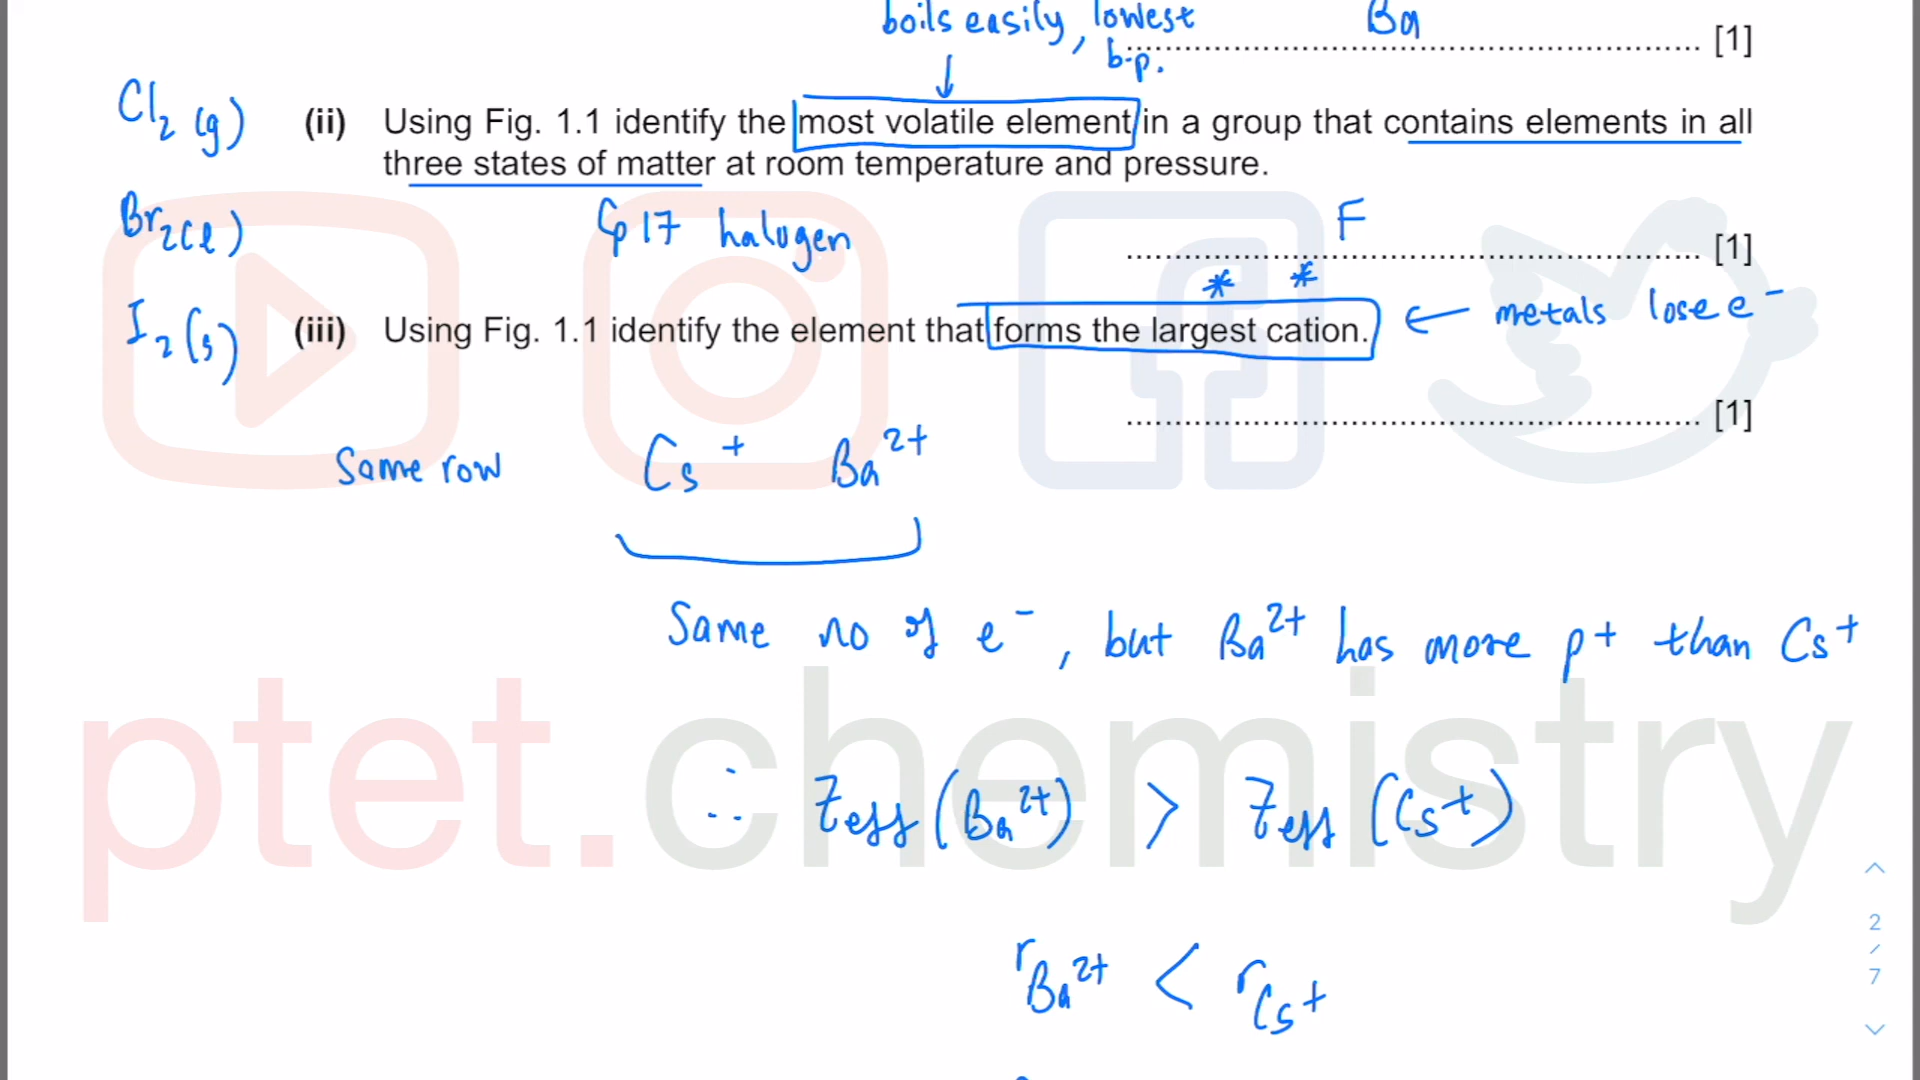 boils easily, lowest b.p.
Ba
[1]
Cl2 (g)
(ii) Using Fig. 1.1 identify the most volatile element in a group that contains elements in all
three states of matter at room temperature and pressure.
Br2(l)
Gp 17 halogen
F
[1]
* *
I2(s)
(iii) Using Fig. 1.1 identify the element that forms the largest cation.
← metals lose e⁻
[1]
Same row Cs⁺ Ba²⁺
Same no of e⁻, but Ba²⁺ has more p⁺ than Cs⁺
ptet.chemistry
∴ Zeff (Ba²⁺) > Zeff (Cs⁺)
2
/
7
rBa²⁺ < rCs⁺